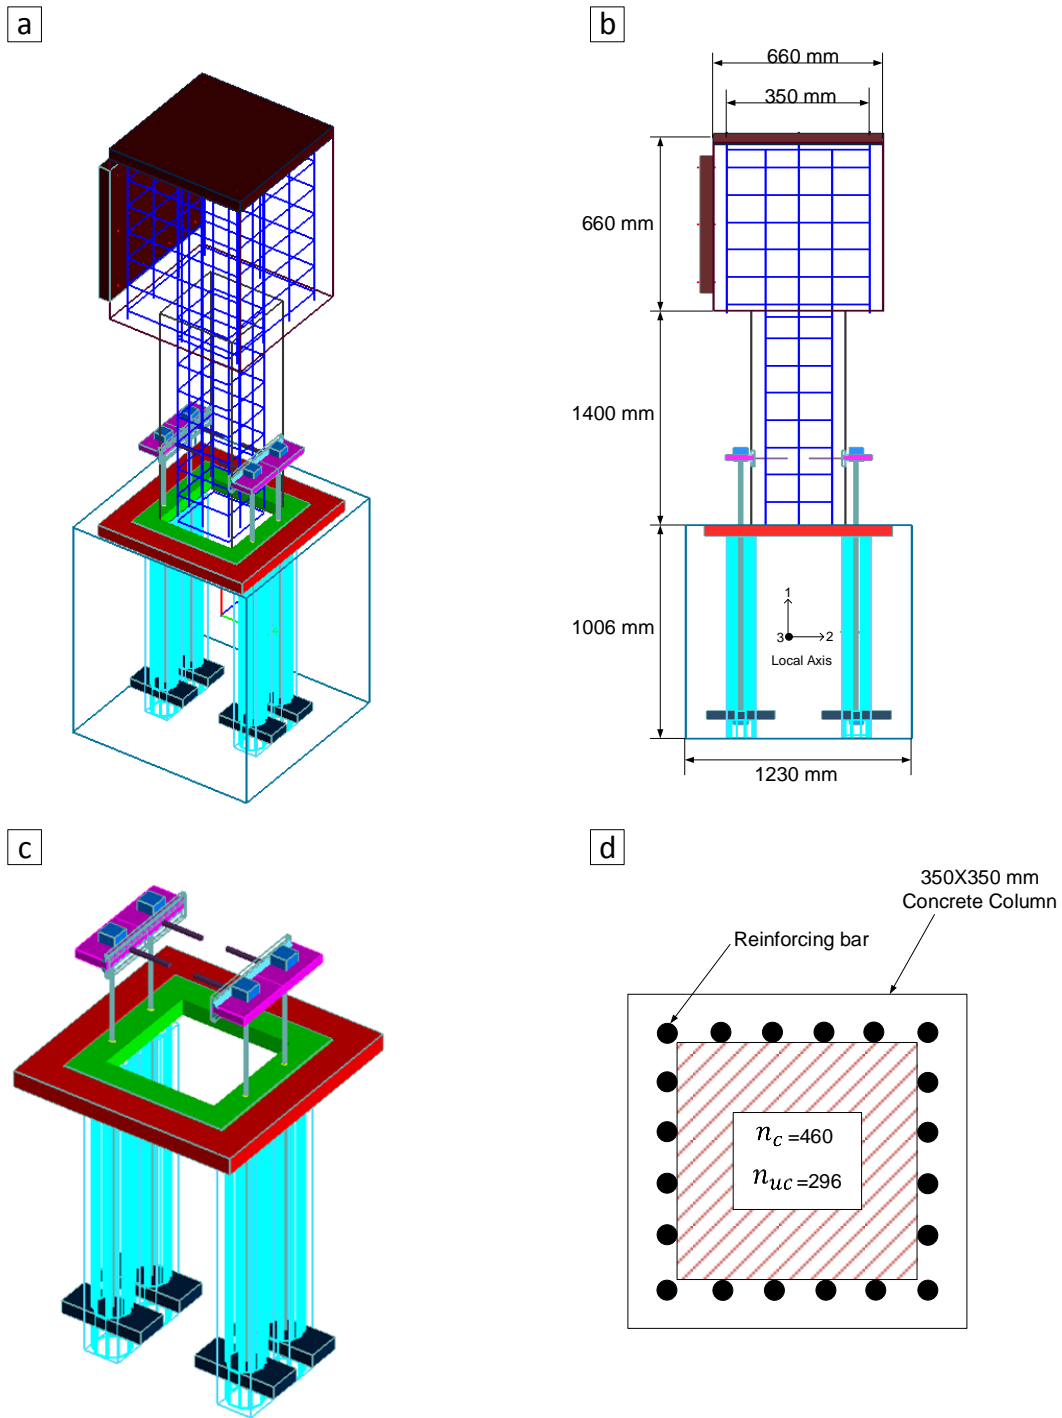 a
b
660 mm
350 mm
660 mm
1400 mm
1006 mm
1
3
2
Local Axis
1230 mm
c
d
350X350 mm
Concrete Column
Reinforcing bar
n_c =460
n_uc =296